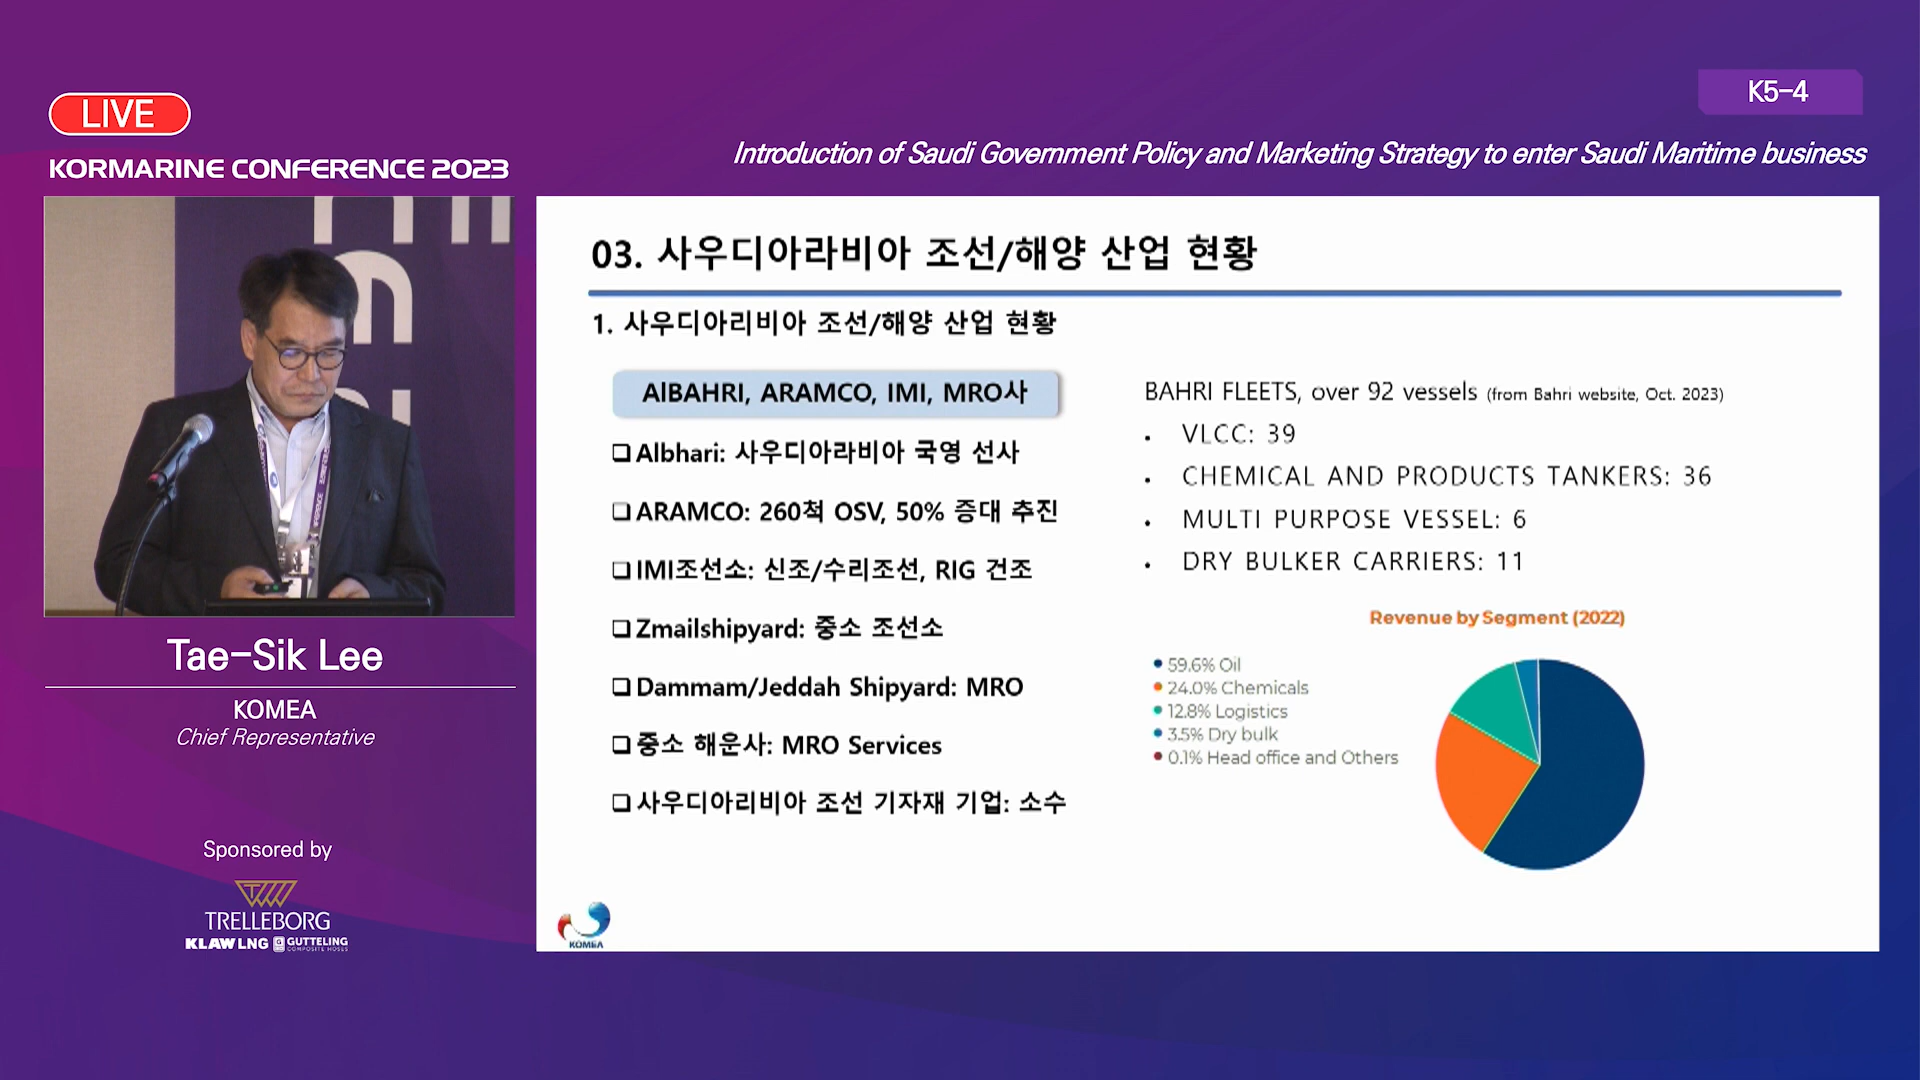 LIVE
KORMARINE CONFERENCE 2023
K5-4
Introduction of Saudi Government Policy and Marketing Strategy to enter Saudi Maritime business
Tae-Sik Lee
KOMEA
Chief Representative
Sponsored by
TRELLEBORG
KLAW LNG GUTTELING
COMPOSITE HOSES
03. 사우디아라비아 조선/해양 산업 현황
1. 사우디아리비아 조선/해양 산업 현황
AlBAHRI, ARAMCO, IMI, MRO사
❑ Albhari: 사우디아라비아 국영 선사
❑ ARAMCO: 260척 OSV, 50% 증대 추진
❑ IMI조선소: 신조/수리조선, RIG 건조
❑ Zmailshipyard: 중소 조선소
❑ Dammam/Jeddah Shipyard: MRO
❑ 중소 해운사: MRO Services
❑ 사우디아리비아 조선 기자재 기업: 소수
BAHRI FLEETS, over 92 vessels (from Bahri website, Oct. 2023)
• VLCC: 39
• CHEMICAL AND PRODUCTS TANKERS: 36
• MULTI PURPOSE VESSEL: 6
• DRY BULKER CARRIERS: 11
Revenue by Segment (2022)
• 59.6% Oil
• 24.0% Chemicals
• 12.8% Logistics
• 3.5% Dry bulk
• 0.1% Head office and Others
KOMEA